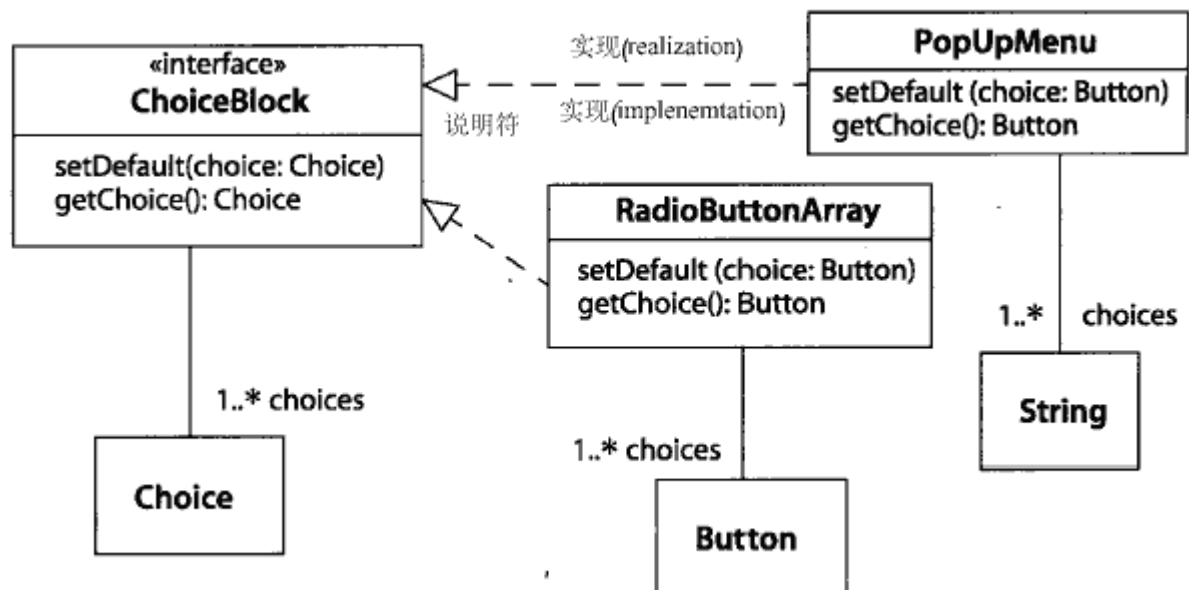 «interface»
ChoiceBlock
setDefault(choice: Choice)
getChoice(): Choice
1..* choices
Choice
实现(realization)
说明符
实现(implenemtation)
PopUpMenu
setDefault (choice: Button)
getChoice(): Button
1..* choices
String
RadioButtonArray
setDefault (choice: Button)
getChoice(): Button
1..* choices
Button